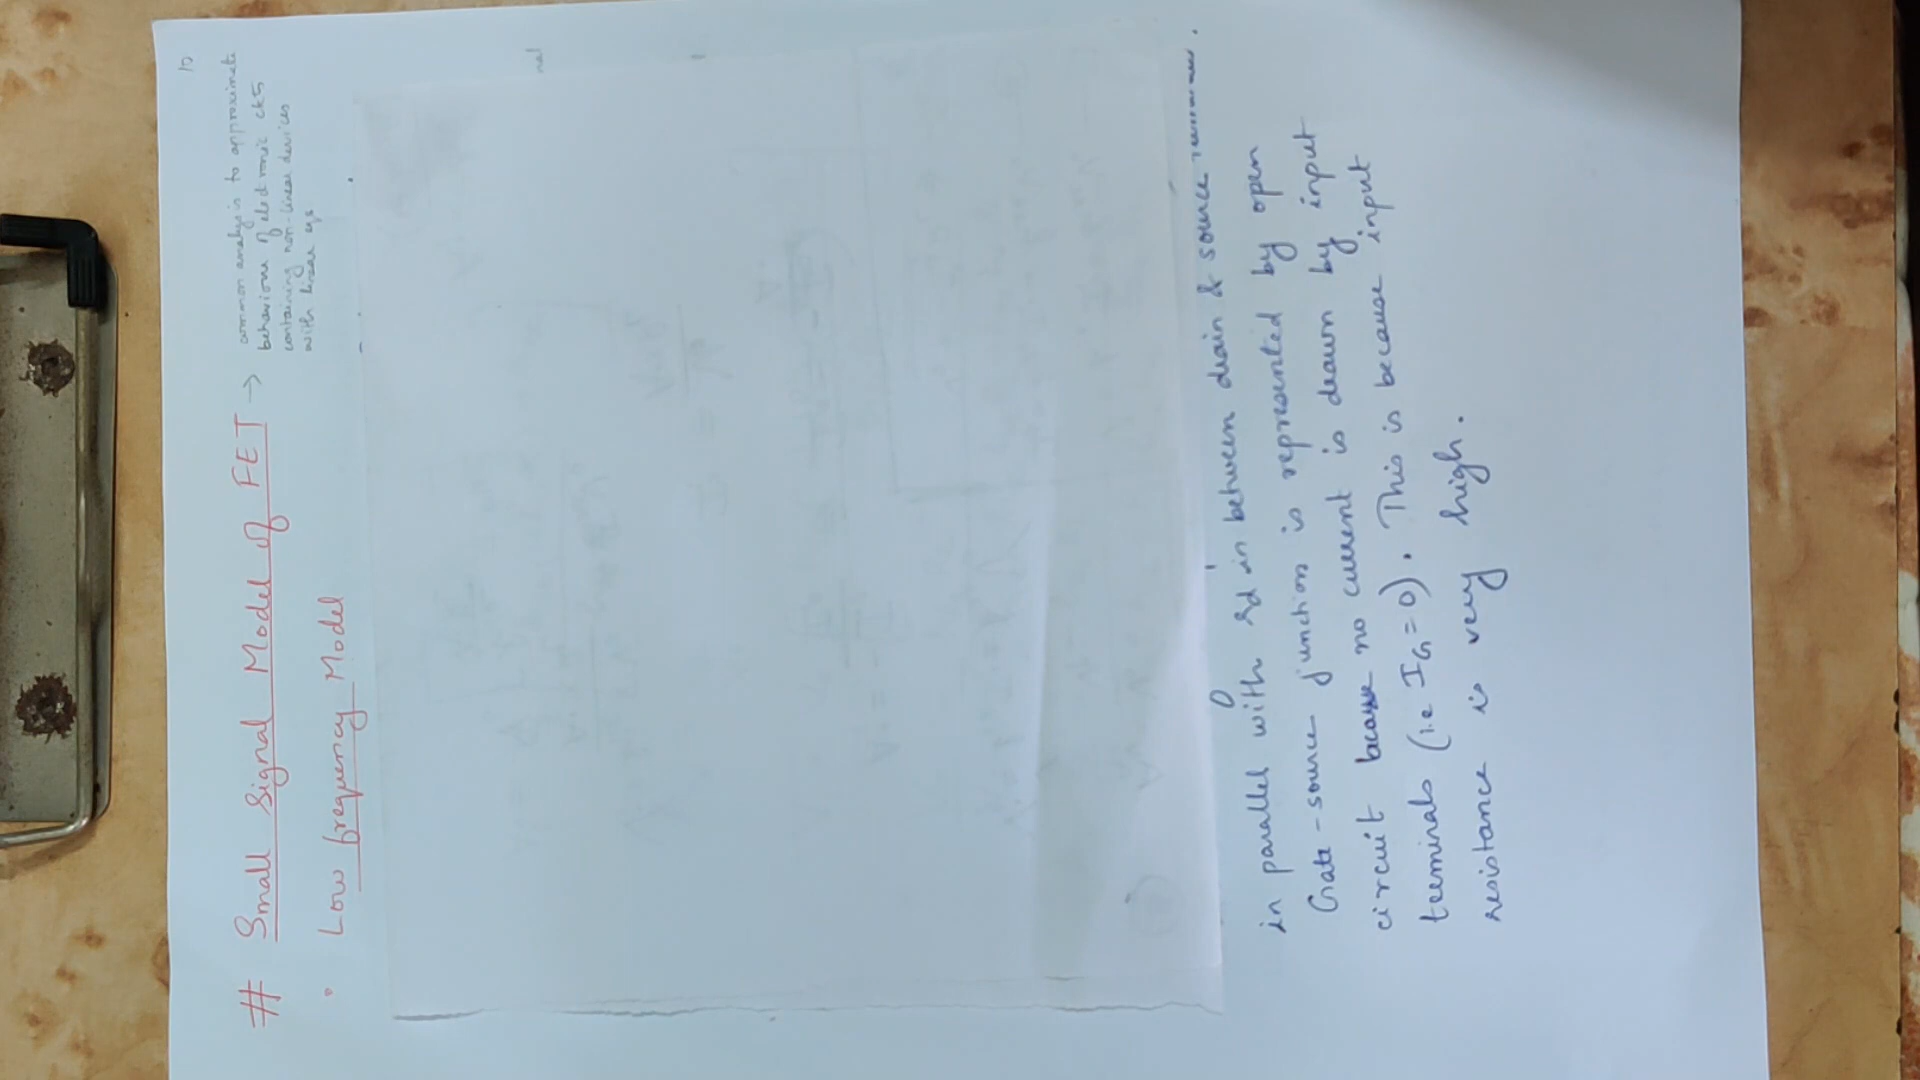 10
# Small Signal Model of FET → common analysis to approximate
behaviour of electronic ckts
containing non-linear devices
with linear eqs
• Low frequency Model
nal
in parallel with rd in between drain & source
Gate-source junction is represented by open
circuit because no current is drawn by input
terminals (i.e IG=0). This is because input
resistance is very high.